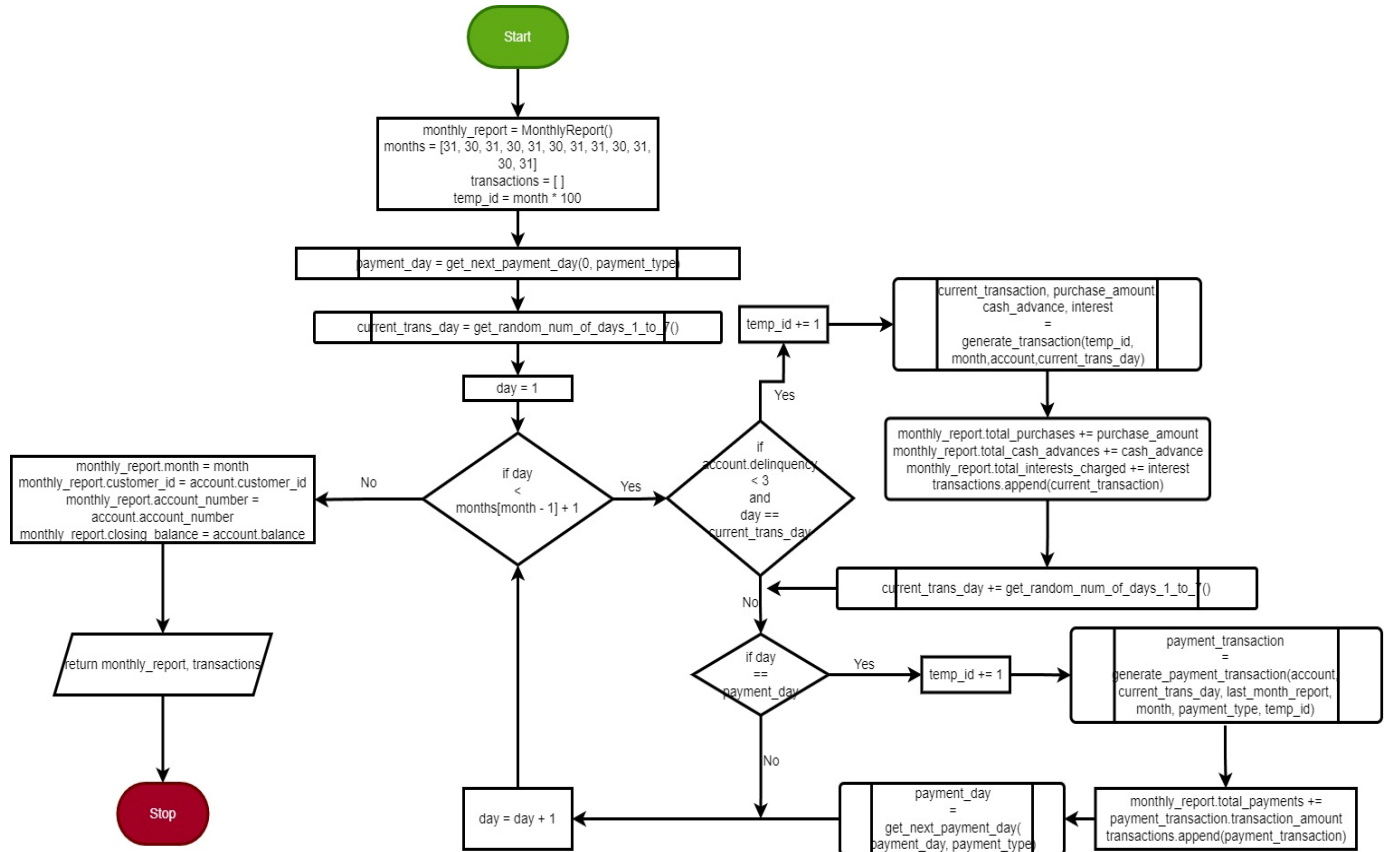 Start
monthly_report = MonthlyReport()
months = [31, 30, 31, 30, 31, 30, 31, 31, 30, 31,
30, 31]
transactions = [ ]
temp_id = month * 100
payment_day = get_next_payment_day(0, payment_type)
current_trans_day = get_random_num_of_days_1_to_7()
day = 1
if day
<
months[month - 1] + 1
No
Yes
monthly_report.month = month
monthly_report.customer_id = account.customer_id
monthly_report.account_number =
account.account_number
monthly_report.closing_balance = account.balance
return monthly_report, transactions
Stop
if
account.delinquency
< 3
and
day ==
current_trans_day
Yes
temp_id += 1
current_transaction, purchase_amount
cash_advance, interest
=
generate_transaction(temp_id,
month,account,current_trans_day)
monthly_report.total_purchases += purchase_amount
monthly_report.total_cash_advances += cash_advance
monthly_report.total_interests_charged += interest
transactions.append(current_transaction)
current_trans_day += get_random_num_of_days_1_to_7()
No
if day
==
payment_day
Yes
temp_id += 1
payment_transaction
=
generate_payment_transaction(account,
current_trans_day, last_month_report,
month, payment_type, temp_id)
monthly_report.total_payments +=
payment_transaction.transaction_amount
transactions.append(payment_transaction)
payment_day
=
get_next_payment_day(
payment_day, payment_type)
No
day = day + 1